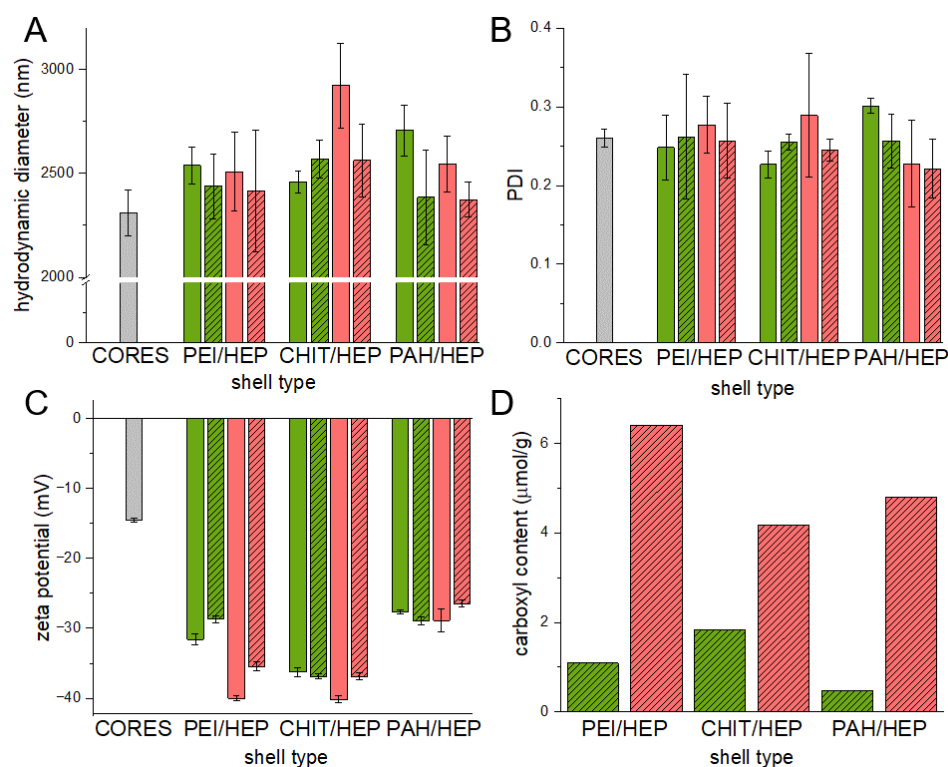 A
hydrodynamic diameter (nm)
3000
2500
2000
0
CORES PEI/HEP CHIT/HEP PAH/HEP
shell type
B
PDI
0.4
0.3
0.2
0.1
0.0
CORES PEI/HEP CHIT/HEP PAH/HEP
shell type
C
zeta potential (mV)
0
−10
−20
−30
−40
CORES PEI/HEP CHIT/HEP PAH/HEP
shell type
D
carboxyl content (μmol/g)
6
4
2
0
PEI/HEP CHIT/HEP PAH/HEP
shell type